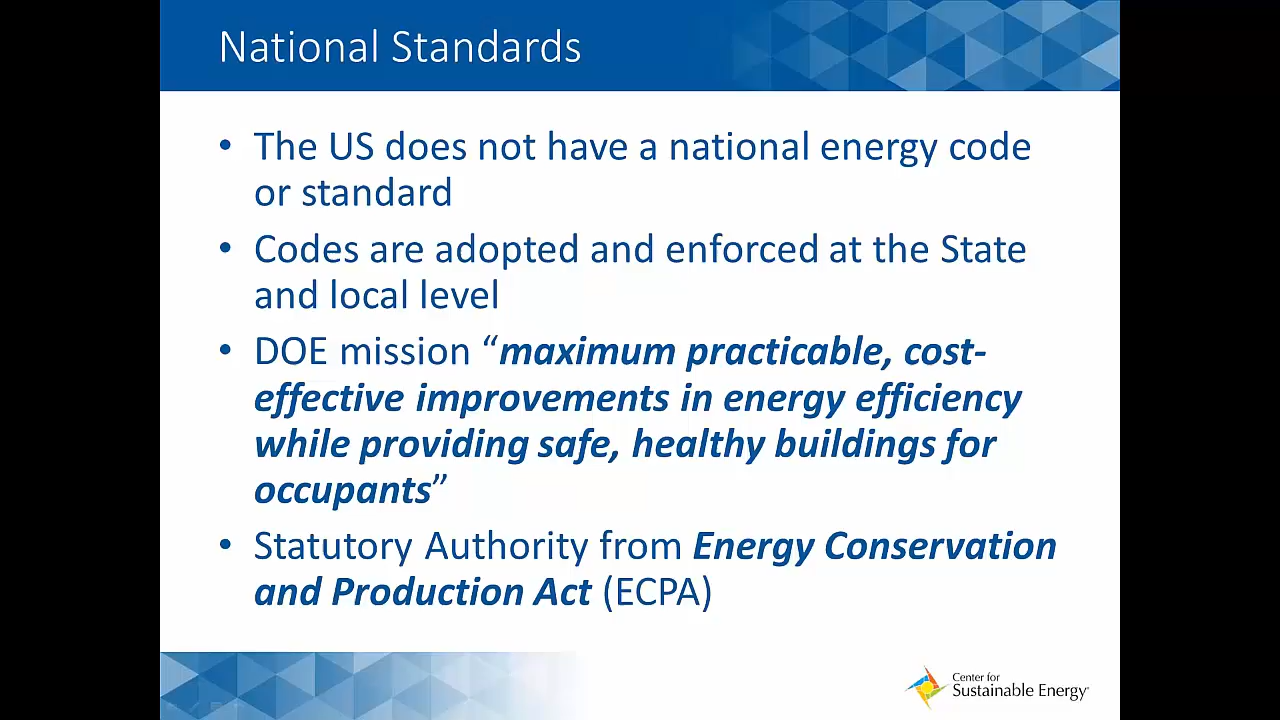 National Standards
• The US does not have a national energy code
or standard
• Codes are adopted and enforced at the State
and local level
• DOE mission “maximum practicable, cost-
effective improvements in energy efficiency
while providing safe, healthy buildings for
occupants”
• Statutory Authority from Energy Conservation
and Production Act (ECPA)
Center for
Sustainable Energy®